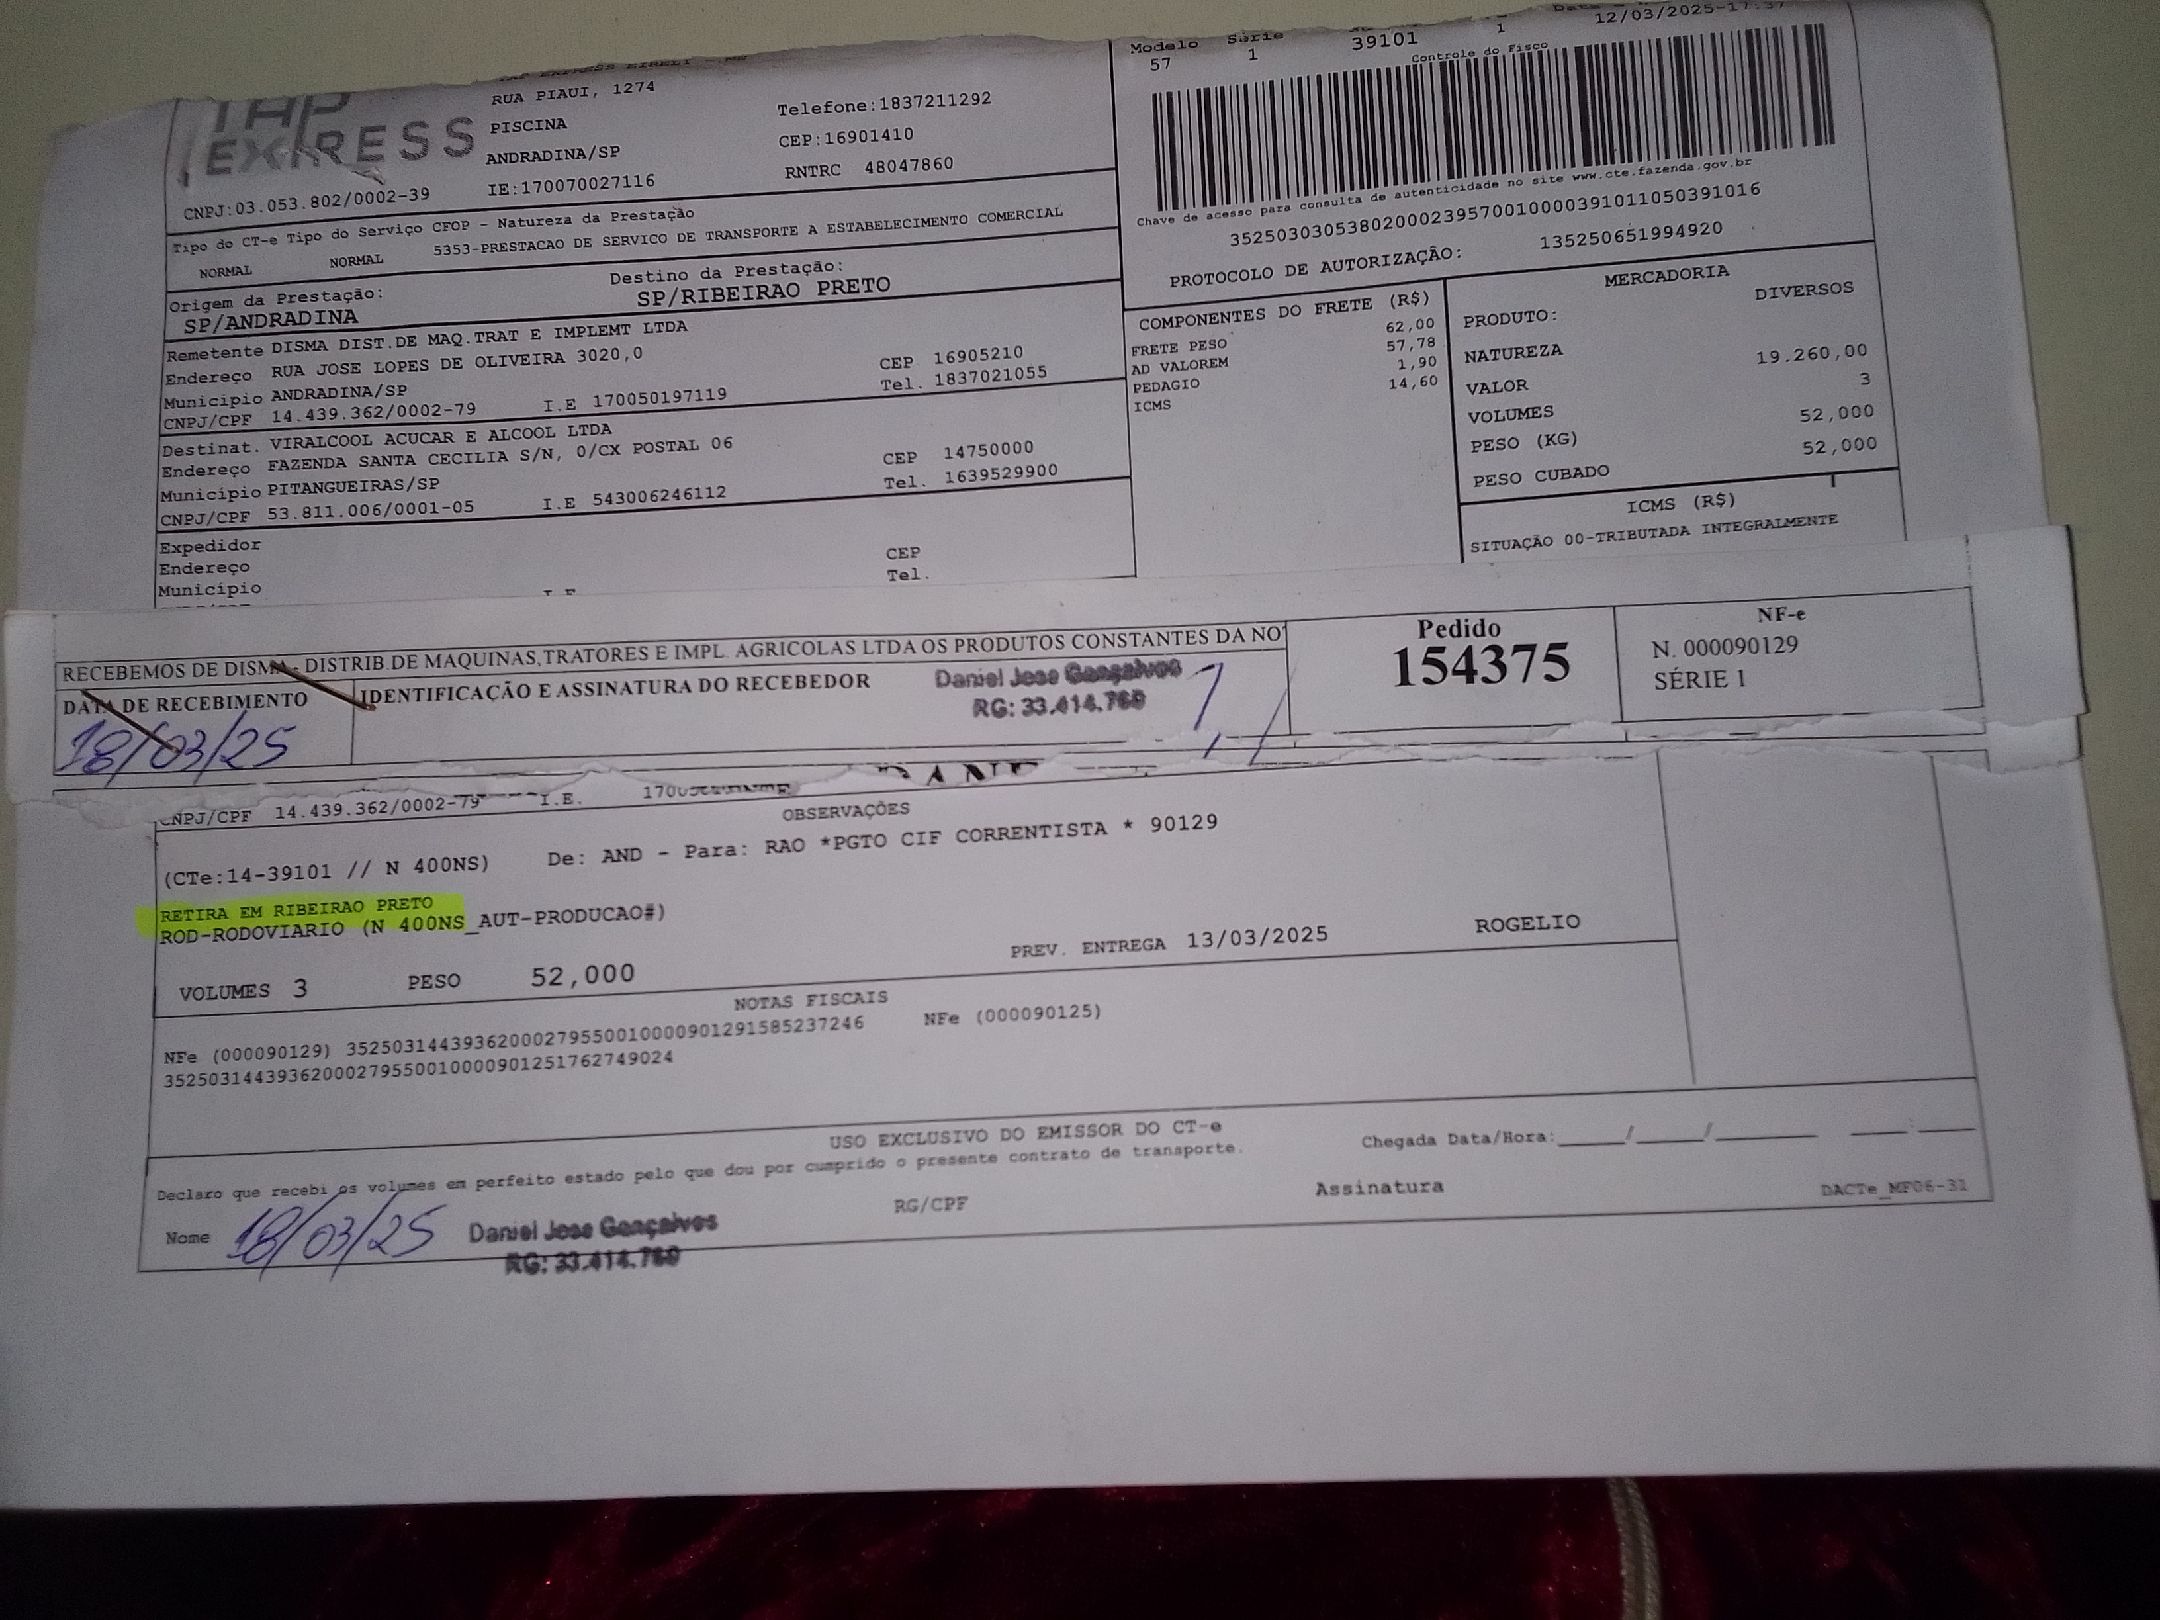 TAP EXPRESS
RUA PIAUI, 1274
PISCINA
ANDRADINA/SP
IE:170070027116
Telefone:1837211292
CEP:16901410
RNTRC 48047860
CNPJ:03.053.802/0002-39
Tipo do CT-e Tipo do Serviço CFOP - Natureza da Prestação
NORMAL NORMAL 5353-PRESTACAO DE SERVICO DE TRANSPORTE A ESTABELECIMENTO COMERCIAL
Origem da Prestação: Destino da Prestação:
SP/ANDRADINA SP/RIBEIRAO PRETO
Remetente DISMA DIST.DE MAQ.TRAT E IMPLEMT LTDA
Endereço RUA JOSE LOPES DE OLIVEIRA 3020,0 CEP 16905210
Município ANDRADINA/SP Tel. 1837021055
CNPJ/CPF 14.439.362/0002-79 I.E 170050197119
Destinat. VIRALCOOL ACUCAR E ALCOOL LTDA
Endereço FAZENDA SANTA CECILIA S/N, 0/CX POSTAL 06 CEP 14750000
Município PITANGUEIRAS/SP Tel. 1639529900
CNPJ/CPF 53.811.006/0001-05 I.E 543006246112
Expedidor
Endereço CEP
Município Tel.
Modelo Série
57 1 39101 1 12/03/2025-17:37
Controle do Fisco
Chave de acesso para consulta de autenticidade no site www.cte.fazenda.gov.br
35250303053802000239570010000391011050391016
PROTOCOLO DE AUTORIZAÇÃO: 135250651994920
COMPONENTES DO FRETE (R$)
62,00
FRETE PESO 57,78
AD VALOREM 1,90
PEDAGIO 14,60
ICMS
MERCADORIA
PRODUTO: DIVERSOS
NATUREZA
VALOR 19.260,00
VOLUMES 3
PESO (KG) 52,000
PESO CUBADO 52,000
ICMS (R$)
SITUAÇÃO 00-TRIBUTADA INTEGRALMENTE
RECEBEMOS DE DISMA - DISTRIB.DE MAQUINAS,TRATORES E IMPL. AGRICOLAS LTDA OS PRODUTOS CONSTANTES DA NO
DATA DE RECEBIMENTO IDENTIFICAÇÃO E ASSINATURA DO RECEBEDOR
18/03/25
Daniel Jose Gonçalves
RG: 33.414.760
Pedido
154375
NF-e
N. 000090129
SÉRIE 1
CNPJ/CPF 14.439.362/0002-79 I.E.
OBSERVAÇÕES
(CTe:14-39101 // N 400NS) De: AND - Para: RAO *PGTO CIF CORRENTISTA * 90129
RETIRA EM RIBEIRAO PRETO
ROD-RODOVIARIO (N 400NS_AUT-PRODUCAO#)
VOLUMES 3 PESO 52,000 PREV. ENTREGA 13/03/2025 ROGELIO
NOTAS FISCAIS
NFe (000090129) 35250314439362000279550010000901291585237246 NFe (000090125)
35250314439362000279550010000901251762749024
USO EXCLUSIVO DO EMISSOR DO CT-e
Declaro que recebi os volumes em perfeito estado pelo que dou por cumprido o presente contrato de transporte.
Chegada Data/Hora:_____/_____/________ ____:____
Nome 18/03/25 Daniel Jose Gonçalves RG/CPF Assinatura DACTe_MF06-31
RG: 33.414.760